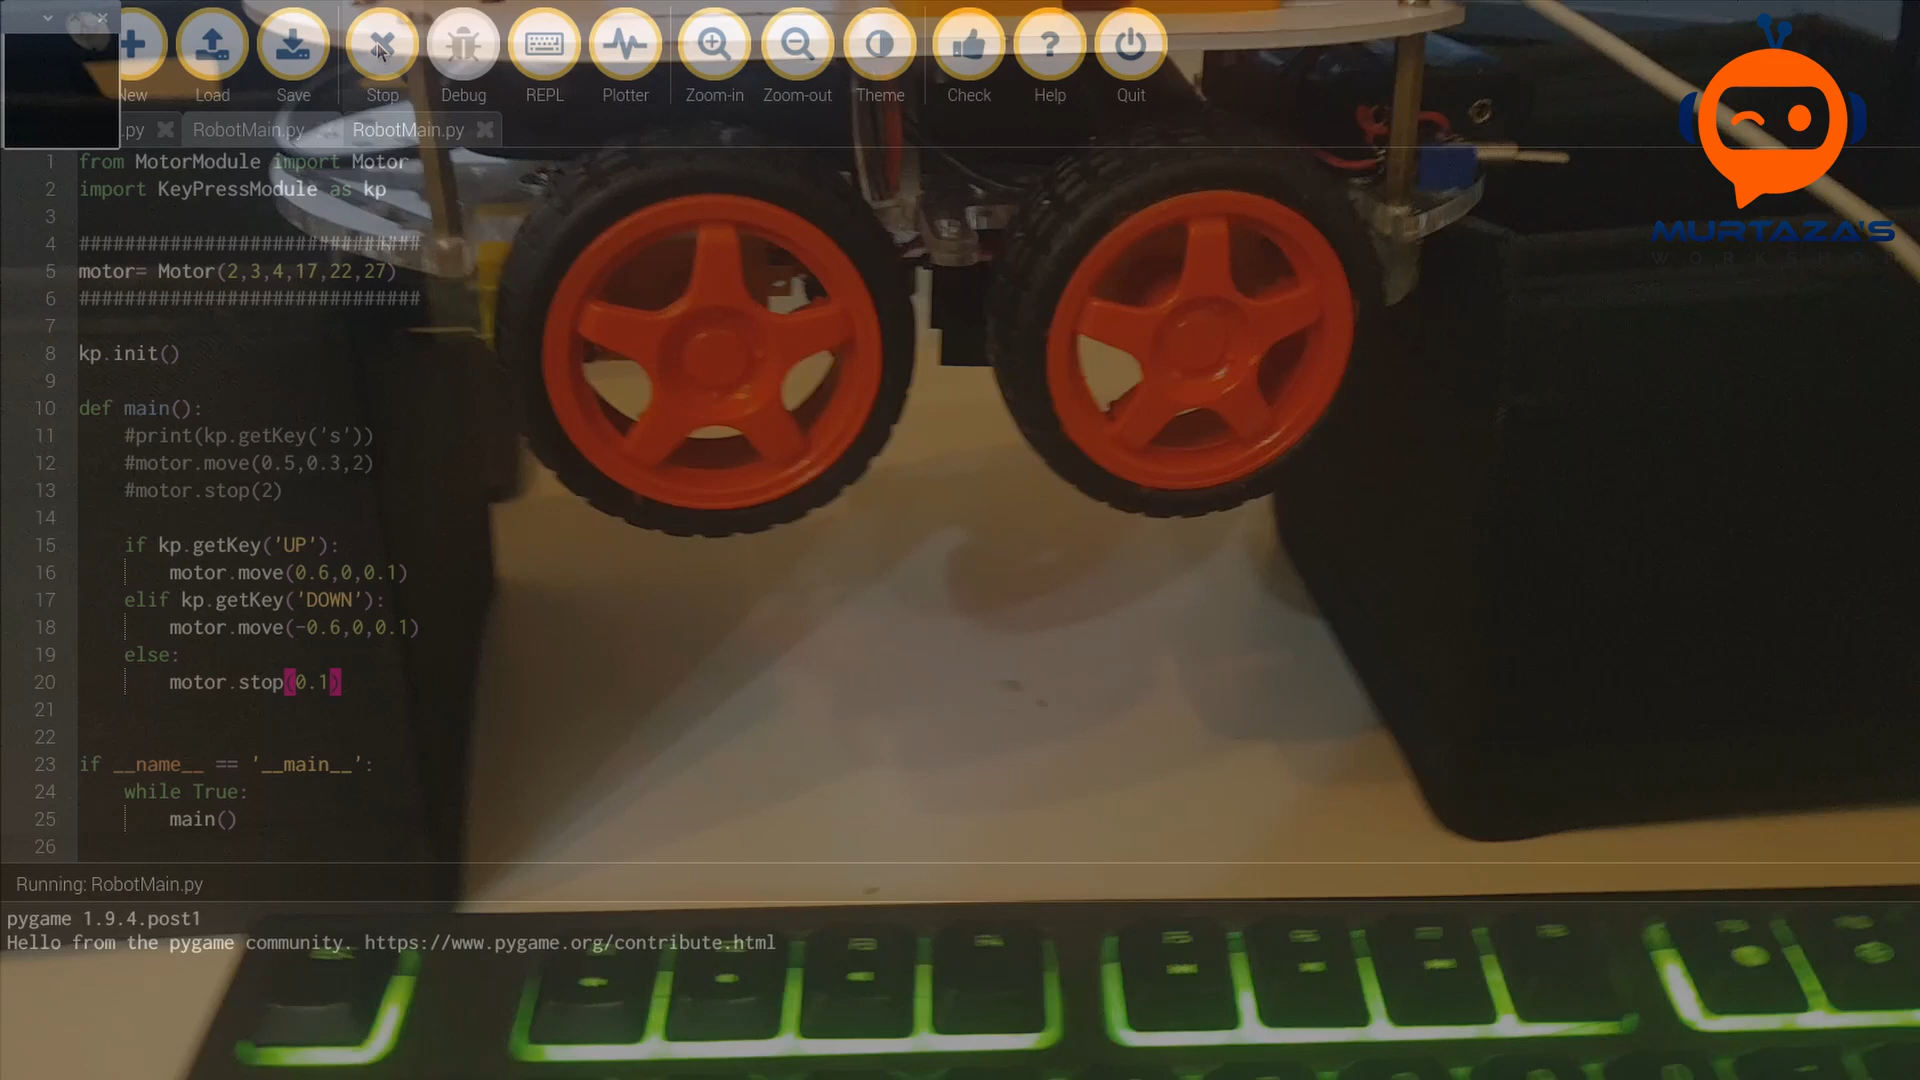 New Load Save Stop Debug REPL Plotter Zoom-in Zoom-out Theme Check Help Quit
.py RobotMain.py RobotMain.py
MURTAZA'S
WORKSHOP
1 from MotorModule import Motor
2 import KeyPressModule as kp
3
4 ##############################
5 motor= Motor(2,3,4,17,22,27)
6 ##############################
7
8 kp.init()
9
10 def main():
11 #print(kp.getKey('s'))
12 #motor.move(0.5,0.3,2)
13 #motor.stop(2)
14
15 if kp.getKey('UP'):
16 motor.move(0.6,0,0.1)
17 elif kp.getKey('DOWN'):
18 motor.move(-0.6,0,0.1)
19 else:
20 motor.stop(0.1)
21
22
23 if __name__ == '__main__':
24 while True:
25 main()
26
Running: RobotMain.py
pygame 1.9.4.post1
Hello from the pygame community. https://www.pygame.org/contribute.html